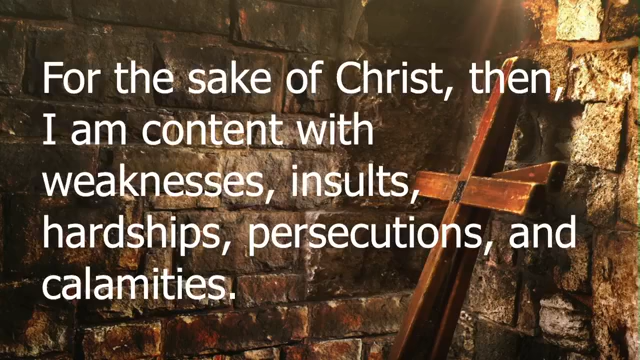 For the sake of Christ, then,
I am content with
weaknesses, insults,
hardships, persecutions, and
calamities.